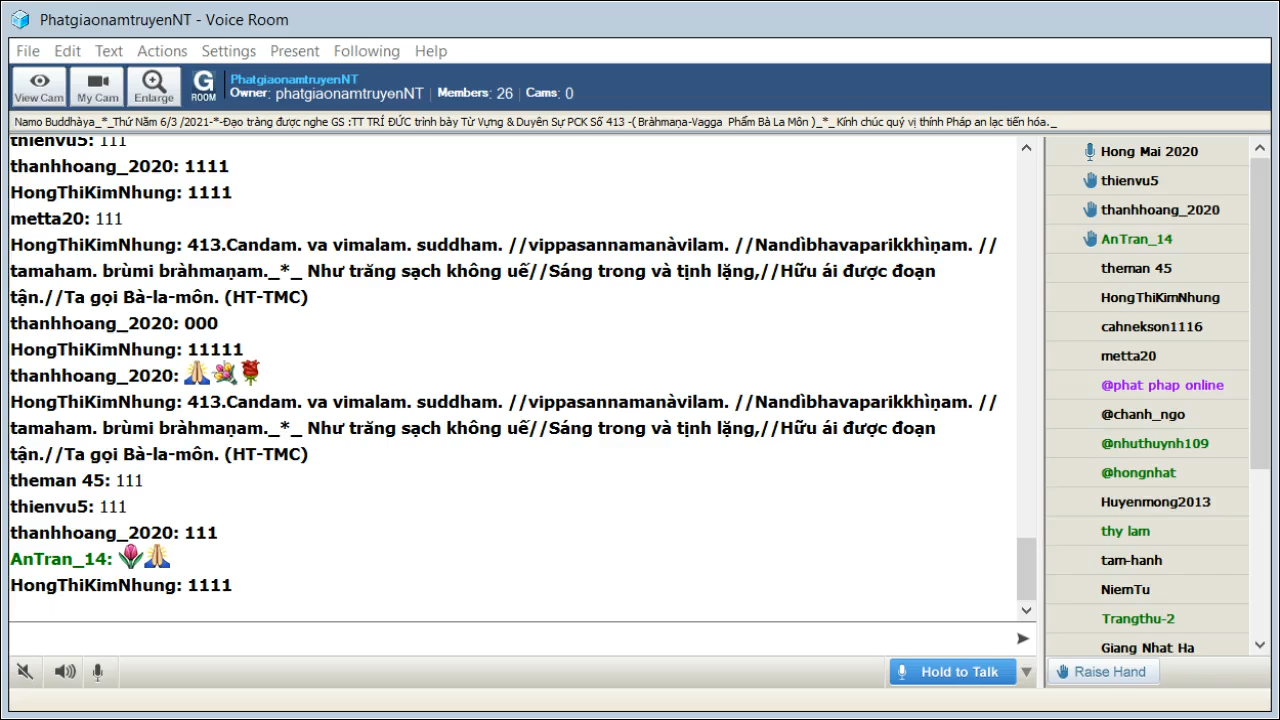 PhatgiaonamtruyenNT - Voice Room
File Edit Text Actions Settings Present Following Help
View Cam My Cam Enlarge G ROOM
PhatgiaonamtruyenNT
Owner: phatgiaonamtruyenNT | Members: 26 | Cams: 0
Namo Buddhàya_*_Thứ Năm 6/3 /2021-*-Đạo tràng được nghe GS :TT TRÍ ĐỨC trình bày Từ Vựng & Duyên Sự PCK Số 413 -( Bràhmaṇa-Vagga Phẩm Bà La Môn )_*_ Kính chúc quý vị thính Pháp an lạc tiến hóa._
thienvu5: 111
thanhhoang_2020: 1111
HongThiKimNhung: 1111
metta20: 111
HongThiKimNhung: 413.Candam. va vimalam. suddham. //vippasannamanàvilam. //Nandìbhavaparikkhìṇam. //
tamaham. brùmi bràhmaṇam._*_ Như trăng sạch không uế//Sáng trong và tịnh lặng,//Hữu ái được đoạn
tận.//Ta gọi Bà-la-môn. (HT-TMC)
thanhhoang_2020: 000
HongThiKimNhung: 11111
thanhhoang_2020: 🙏💐🌹
HongThiKimNhung: 413.Candam. va vimalam. suddham. //vippasannamanàvilam. //Nandìbhavaparikkhìṇam. //
tamaham. brùmi bràhmaṇam._*_ Như trăng sạch không uế//Sáng trong và tịnh lặng,//Hữu ái được đoạn
tận.//Ta gọi Bà-la-môn. (HT-TMC)
theman 45: 111
thienvu5: 111
thanhhoang_2020: 111
AnTran_14: 🌷🙏
HongThiKimNhung: 1111
Hold to Talk
Hong Mai 2020
thienvu5
thanhhoang_2020
AnTran_14
theman 45
HongThiKimNhung
cahnekson1116
metta20
@phat phap online
@chanh_ngo
@nhuthuynh109
@hongnhat
Huyenmong2013
thy lam
tam-hanh
NiemTu
Trangthu-2
Giang Nhat Ha
Raise Hand